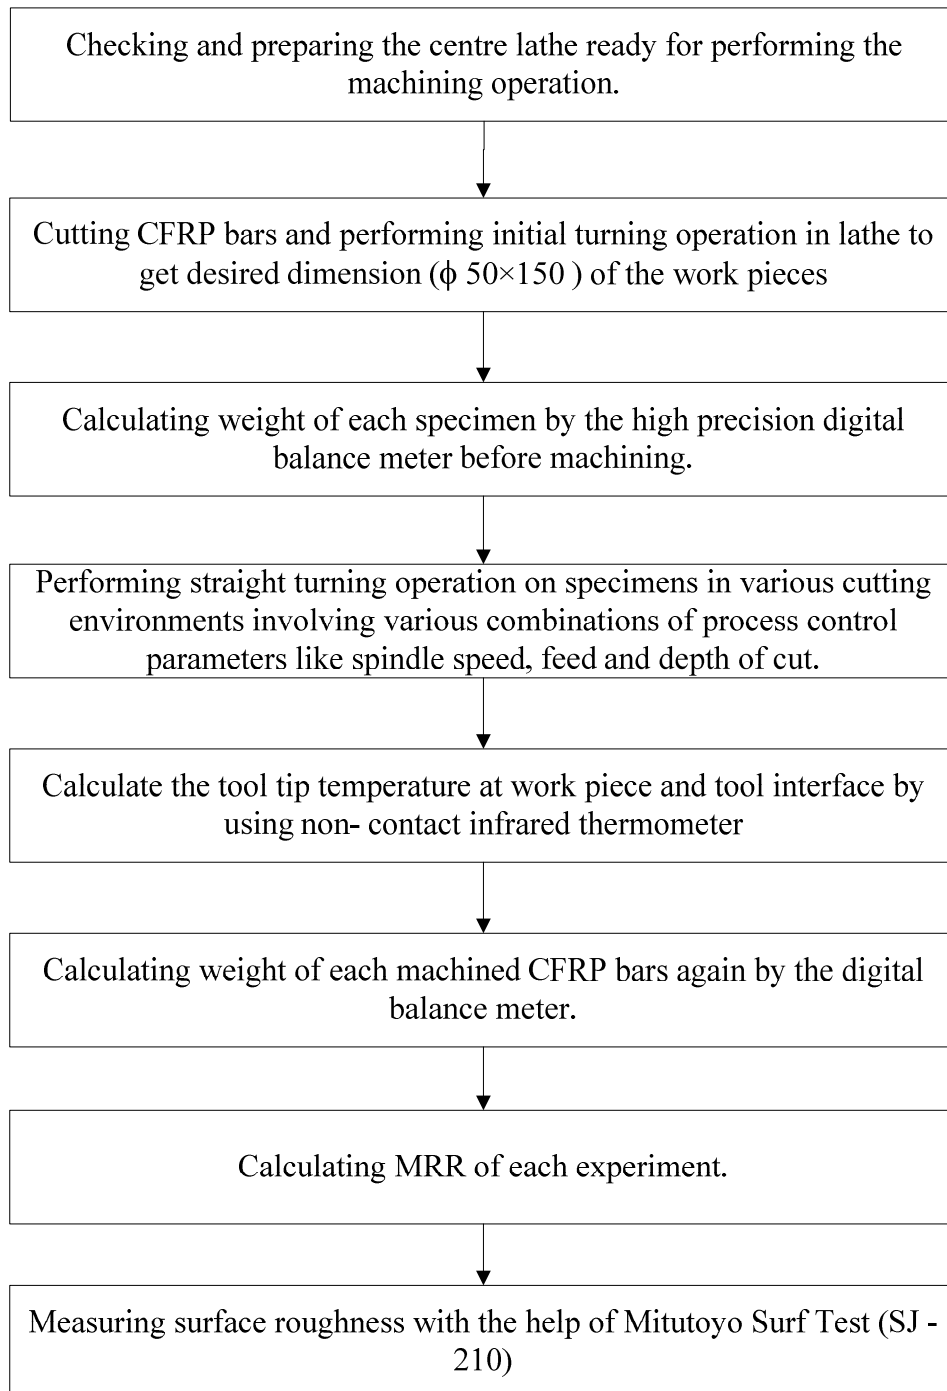 Checking and preparing the centre lathe ready for performing the
machining operation.
Cutting CFRP bars and performing initial turning operation in lathe to
get desired dimension (ϕ 50×150 ) of the work pieces
Calculating weight of each specimen by the high precision digital
balance meter before machining.
Performing straight turning operation on specimens in various cutting
environments involving various combinations of process control
parameters like spindle speed, feed and depth of cut.
Calculate the tool tip temperature at work piece and tool interface by
using non- contact infrared thermometer
Calculating weight of each machined CFRP bars again by the digital
balance meter.
Calculating MRR of each experiment.
Measuring surface roughness with the help of Mitutoyo Surf Test (SJ -
210)